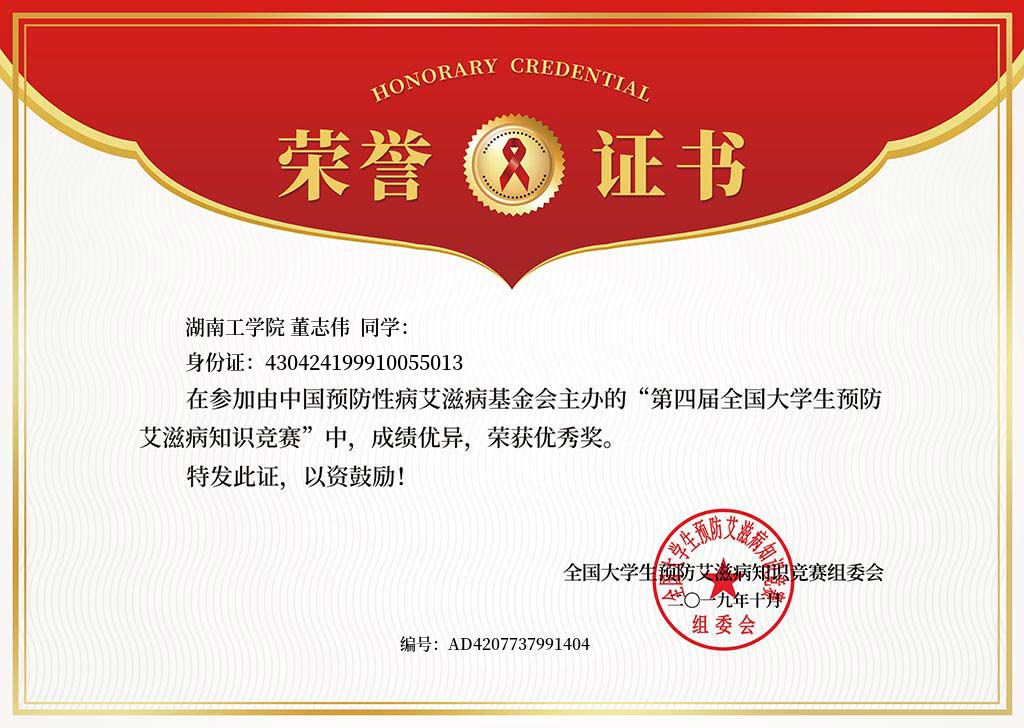 HONORARY CREDENTIAL
荣誉证书
湖南工学院 董志伟 同学：
身份证：430424199910055013
在参加由中国预防性病艾滋病基金会主办的“第四届全国大学生预防
艾滋病知识竞赛”中，成绩优异，荣获优秀奖。
特发此证，以资鼓励！
全国大学生预防艾滋病知识竞赛组委会
二〇一九年十月
全国大学生预防艾滋病知识竞赛
组委会
编号：AD4207737991404